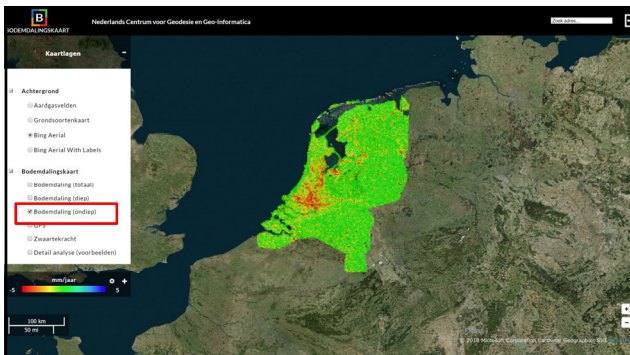 B
BODEMDALINGSKAART
Nederlands Centrum voor Geodesie en Geo-Informatica
Zoek adres...
Kaartlagen
-
Achtergrond
Aardgasvelden
Grondsoortenkaart
Bing Aerial
Bing Aerial With Labels
Bodemdalingskaart
Bodemdaling (totaal)
Bodemdaling (diep)
Bodemdaling (ondiep)
GPS
Zwaartekracht
Detail analyse (voorbeelden)
mm/jaar
+
-5
5
100 km
50 mi
+
-
© 2018 Microsoft Corporation Earthstar Geographics